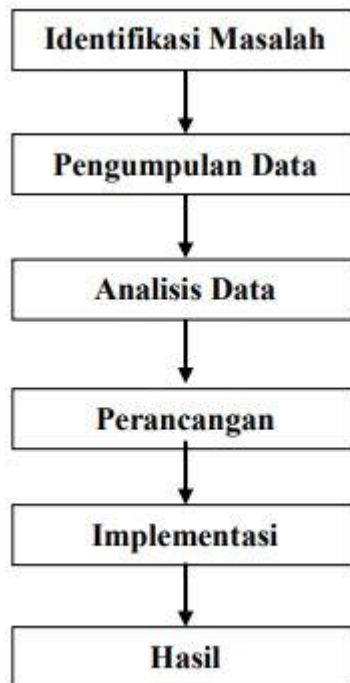 Identifikasi Masalah
Pengumpulan Data
Analisis Data
Perancangan
Implementasi
Hasil